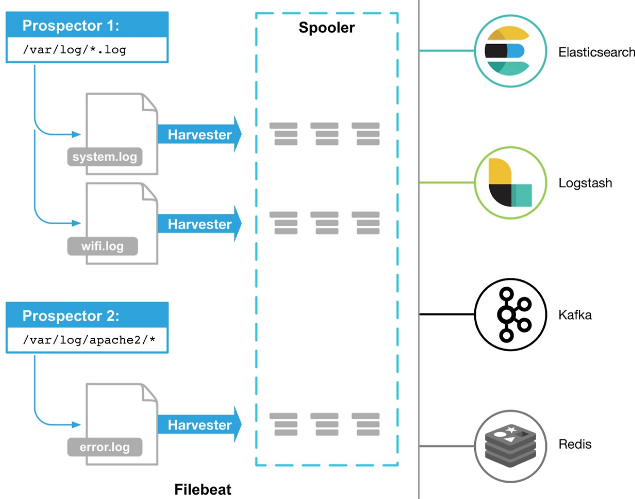 Prospector 1:
/var/log/*.log
system.log
Harvester
wifi.log
Harvester
Prospector 2:
/var/log/apache2/*
error.log
Harvester
Filebeat
Spooler
Elasticsearch
Logstash
Kafka
Redis